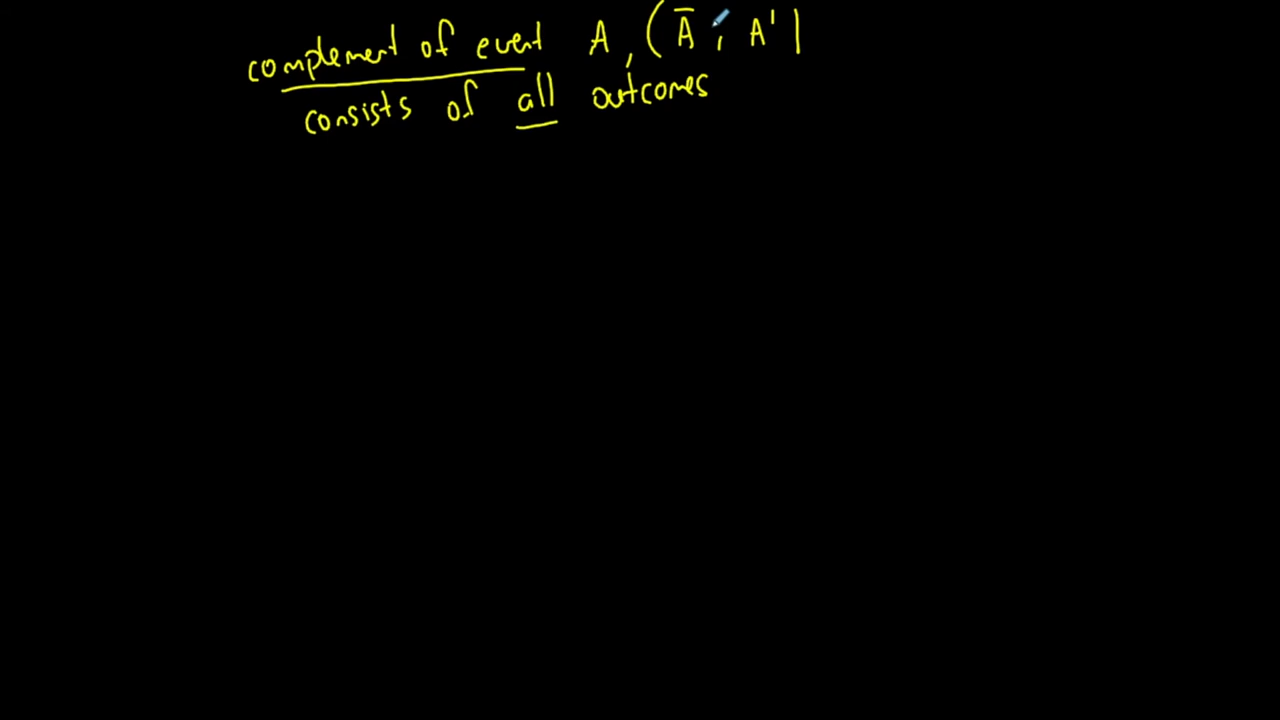 complement of event A, (Ā, A'|
consists of all outcomes